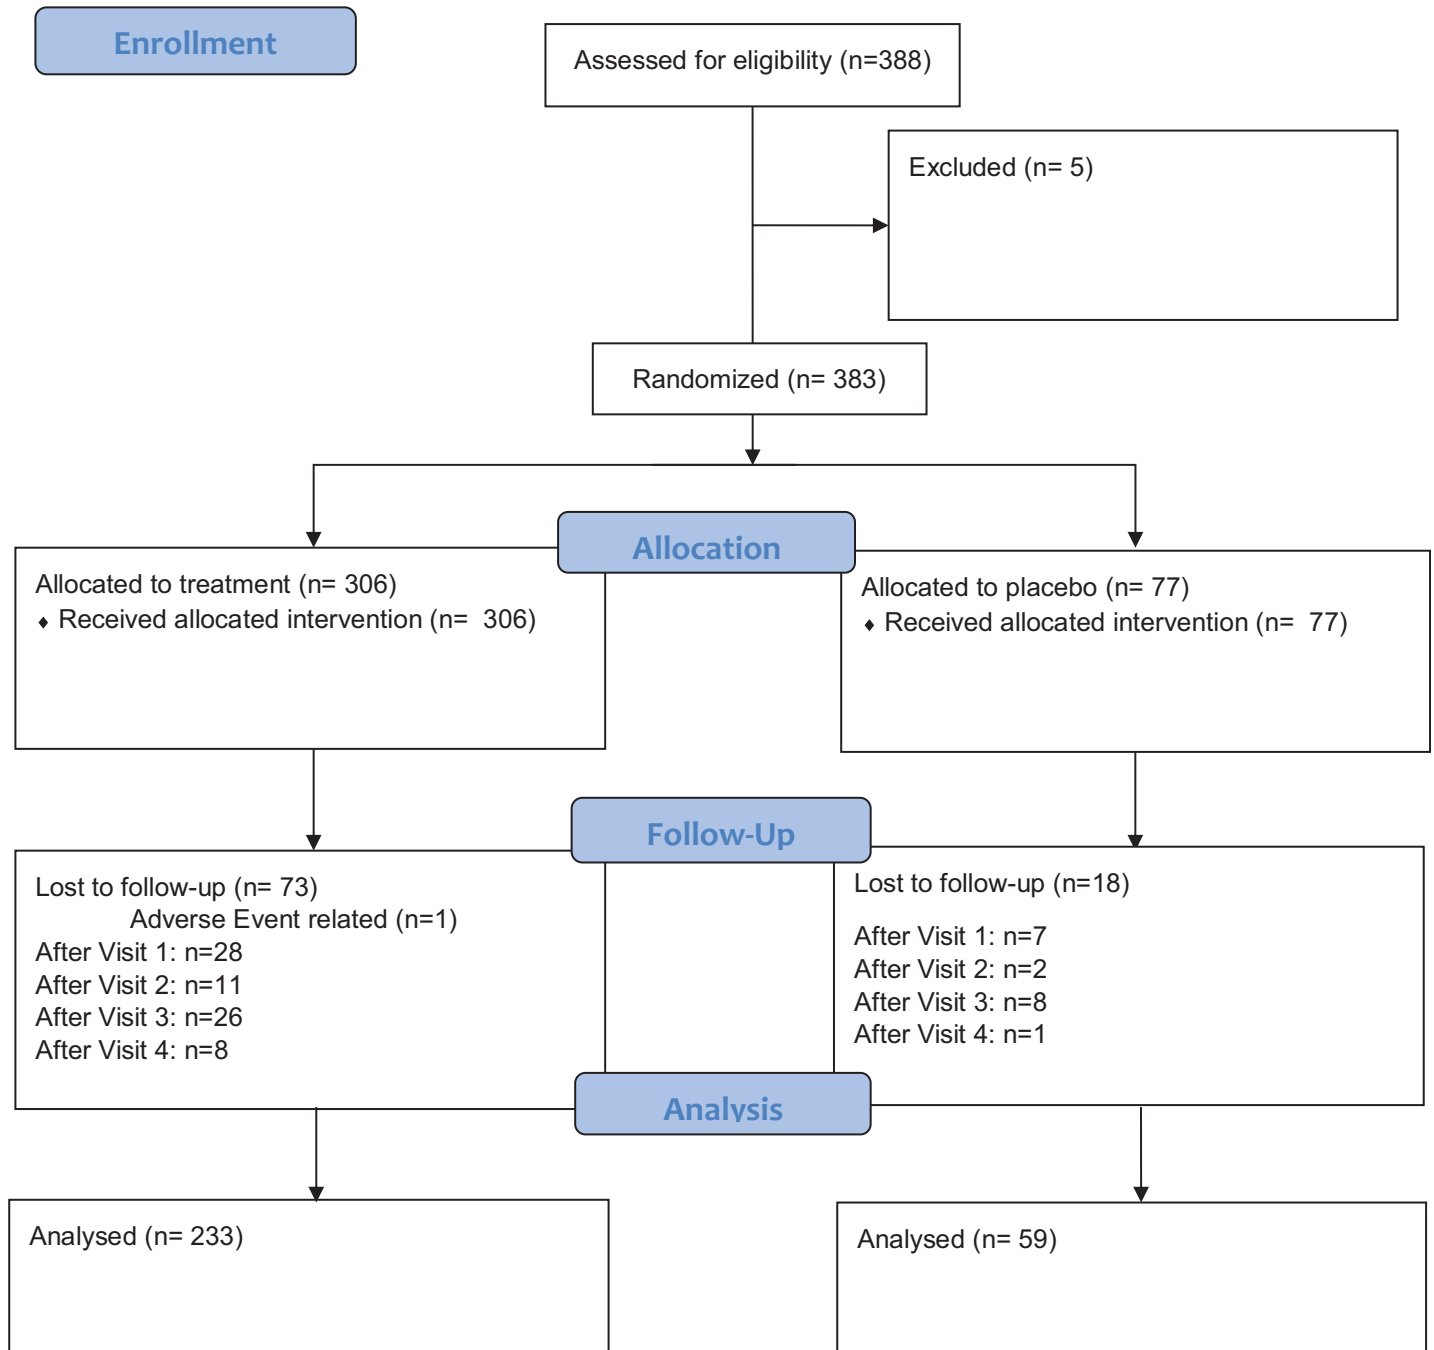 Enrollment
Assessed for eligibility (n=388)
Excluded (n= 5)
Randomized (n= 383)
Allocation
Allocated to treatment (n= 306)
♦ Received allocated intervention (n=  306)
Allocated to placebo (n= 77)
♦ Received allocated intervention (n=  77)
Follow-Up
Lost to follow-up (n= 73)
Adverse Event related (n=1)
After Visit 1: n=28
After Visit 2: n=11
After Visit 3: n=26
After Visit 4: n=8
Lost to follow-up (n=18)
After Visit 1: n=7
After Visit 2: n=2
After Visit 3: n=8
After Visit 4: n=1
Analysis
Analysed (n= 233)
Analysed (n= 59)